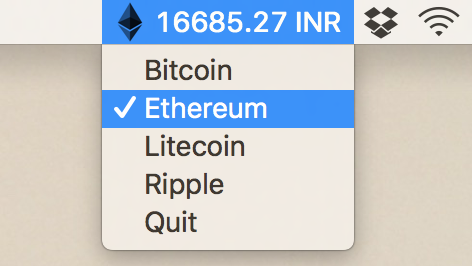 16685.27 INR
Bitcoin
Ethereum
Litecoin
Ripple
Quit